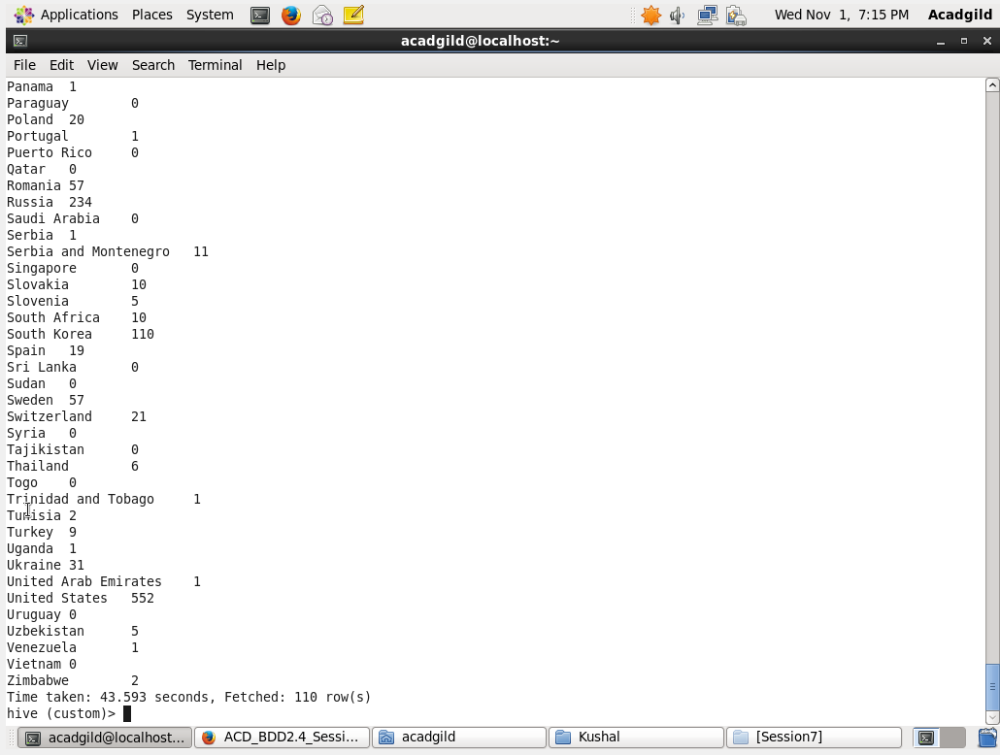 Applications Places System Wed Nov 1, 7:15 PM Acadgild
acadgild@localhost:~
File Edit View Search Terminal Help
Panama 1
Paraguay 0
Poland 20
Portugal 1
Puerto Rico 0
Qatar 0
Romania 57
Russia 234
Saudi Arabia 0
Serbia 1
Serbia and Montenegro 11
Singapore 0
Slovakia 10
Slovenia 5
South Africa 10
South Korea 110
Spain 19
Sri Lanka 0
Sudan 0
Sweden 57
Switzerland 21
Syria 0
Tajikistan 0
Thailand 6
Togo 0
Trinidad and Tobago 1
Tunisia 2
Turkey 9
Uganda 1
Ukraine 31
United Arab Emirates 1
United States 552
Uruguay 0
Uzbekistan 5
Venezuela 1
Vietnam 0
Zimbabwe 2
Time taken: 43.593 seconds, Fetched: 110 row(s)
hive (custom)>
acadgild@localhost... ACD_BDD2.4_Sessi... acadgild Kushal [Session7]